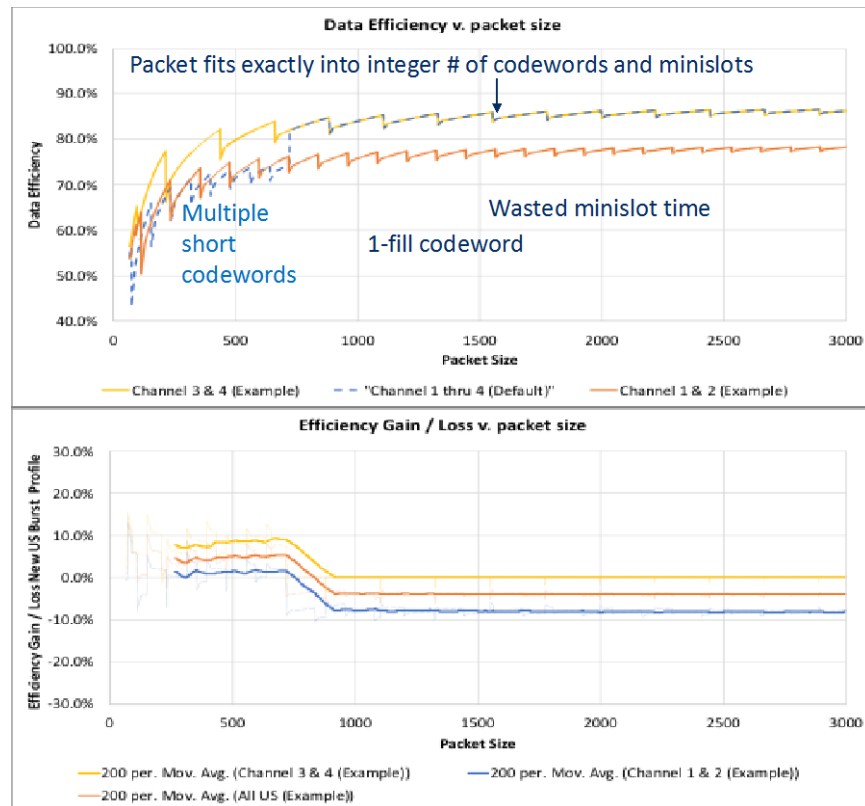 Data Efficiency v. packet size
100.0%
Packet fits exactly into integer # of codewords and minislots
90.0%
80.0%
70.0%
60.0%
50.0%
40.0%
Data Efficiency
Multiple
short
codewords
Wasted minislot time
1-fill codeword
0 500 1000 1500 2000 2500 3000
Packet Size
Channel 3 & 4 (Example) "Channel 1 thru 4 (Default)" Channel 1 & 2 (Example)
Efficiency Gain / Loss v. packet size
30.0%
20.0%
10.0%
0.0%
-10.0%
-20.0%
-30.0%
Efficiency Gain / Loss New US Burst Profile
0 500 1000 1500 2000 2500 3000
Packet Size
200 per. Mov. Avg. (Channel 3 & 4 (Example)) 200 per. Mov. Avg. (Channel 1 & 2 (Example))
200 per. Mov. Avg. (All US (Example))